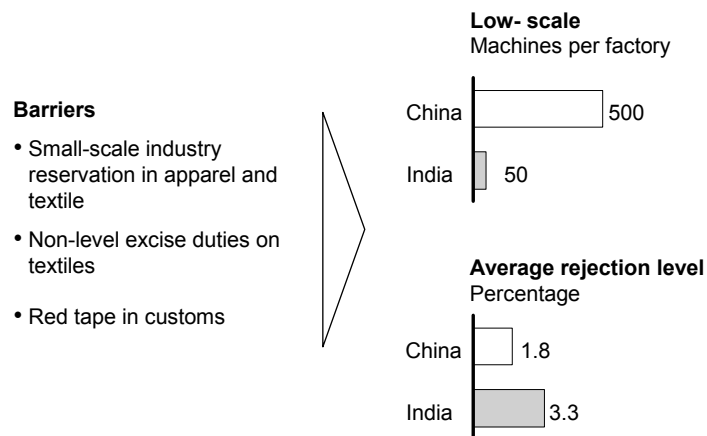 Barriers
• Small-scale industry
reservation in apparel and
textile
• Non-level excise duties on
textiles
• Red tape in customs
Low- scale
Machines per factory
China 500
India 50
Average rejection level
Percentage
China 1.8
India 3.3